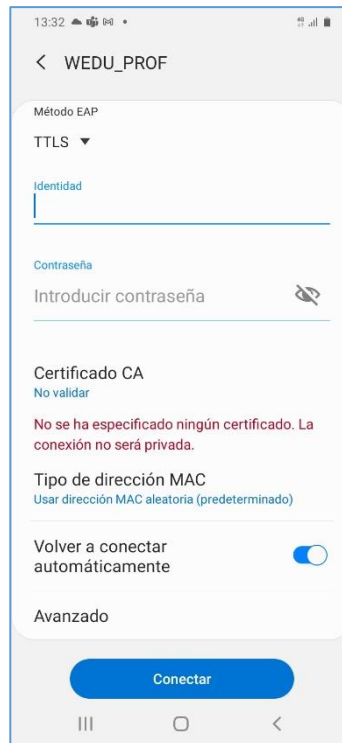 13:32
WEDU_PROF
Método EAP
TTLS
Identidad
Contraseña
Introducir contraseña
Certificado CA
No validar
No se ha especificado ningún certificado. La
conexión no será privada.
Tipo de dirección MAC
Usar dirección MAC aleatoria (predeterminado)
Volver a conectar
automáticamente
Avanzado
Conectar